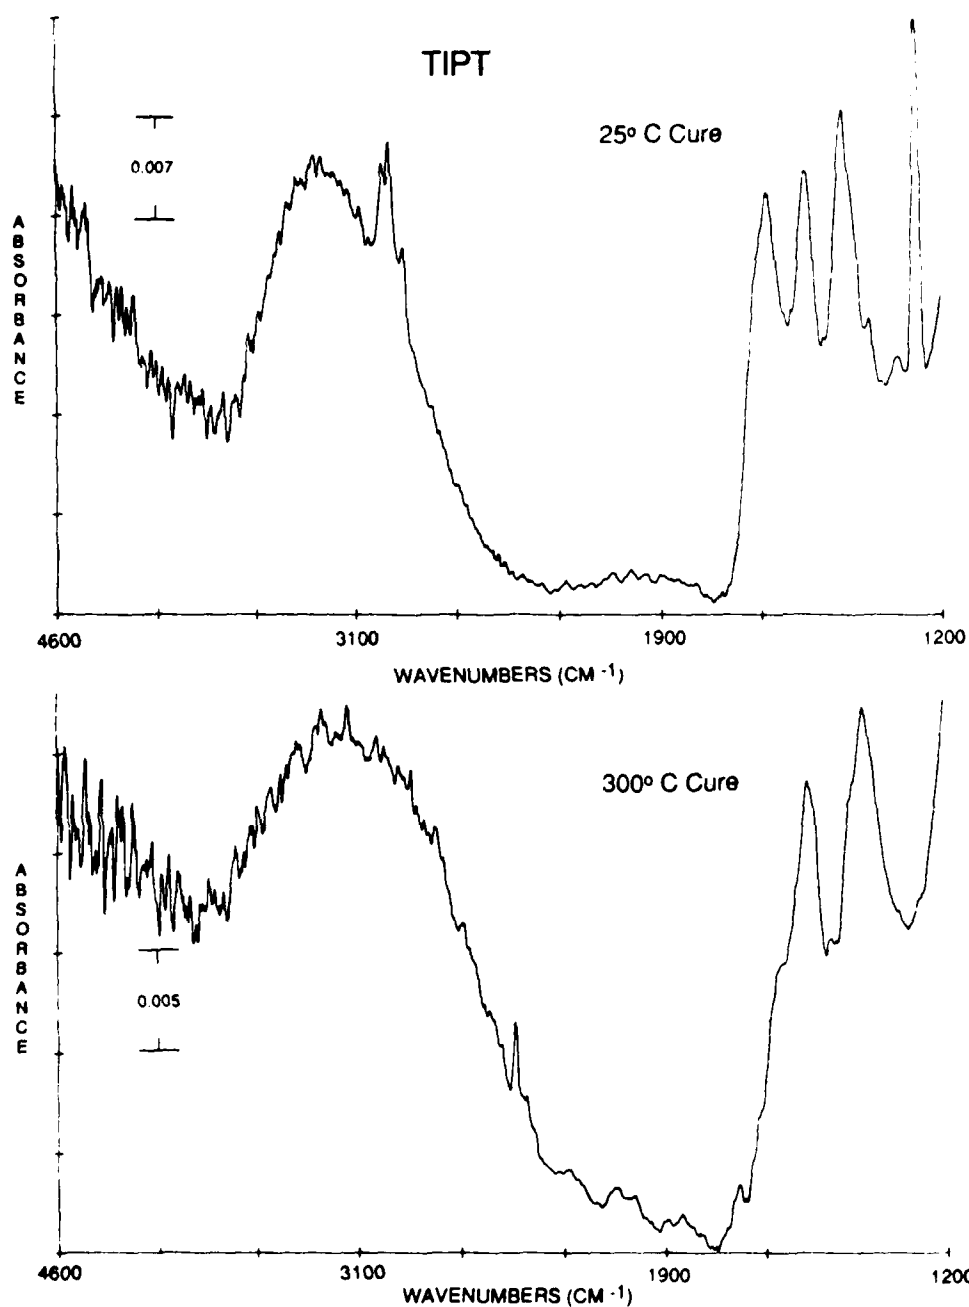 TIPT
25° C Cure
0.007
ABSORBANCE
4600 3100 1900 1200
WAVENUMBERS (CM -1)
300° C Cure
ABSORBANCE
0.005
4600 3100 1900 1200
WAVENUMBERS (CM -1)